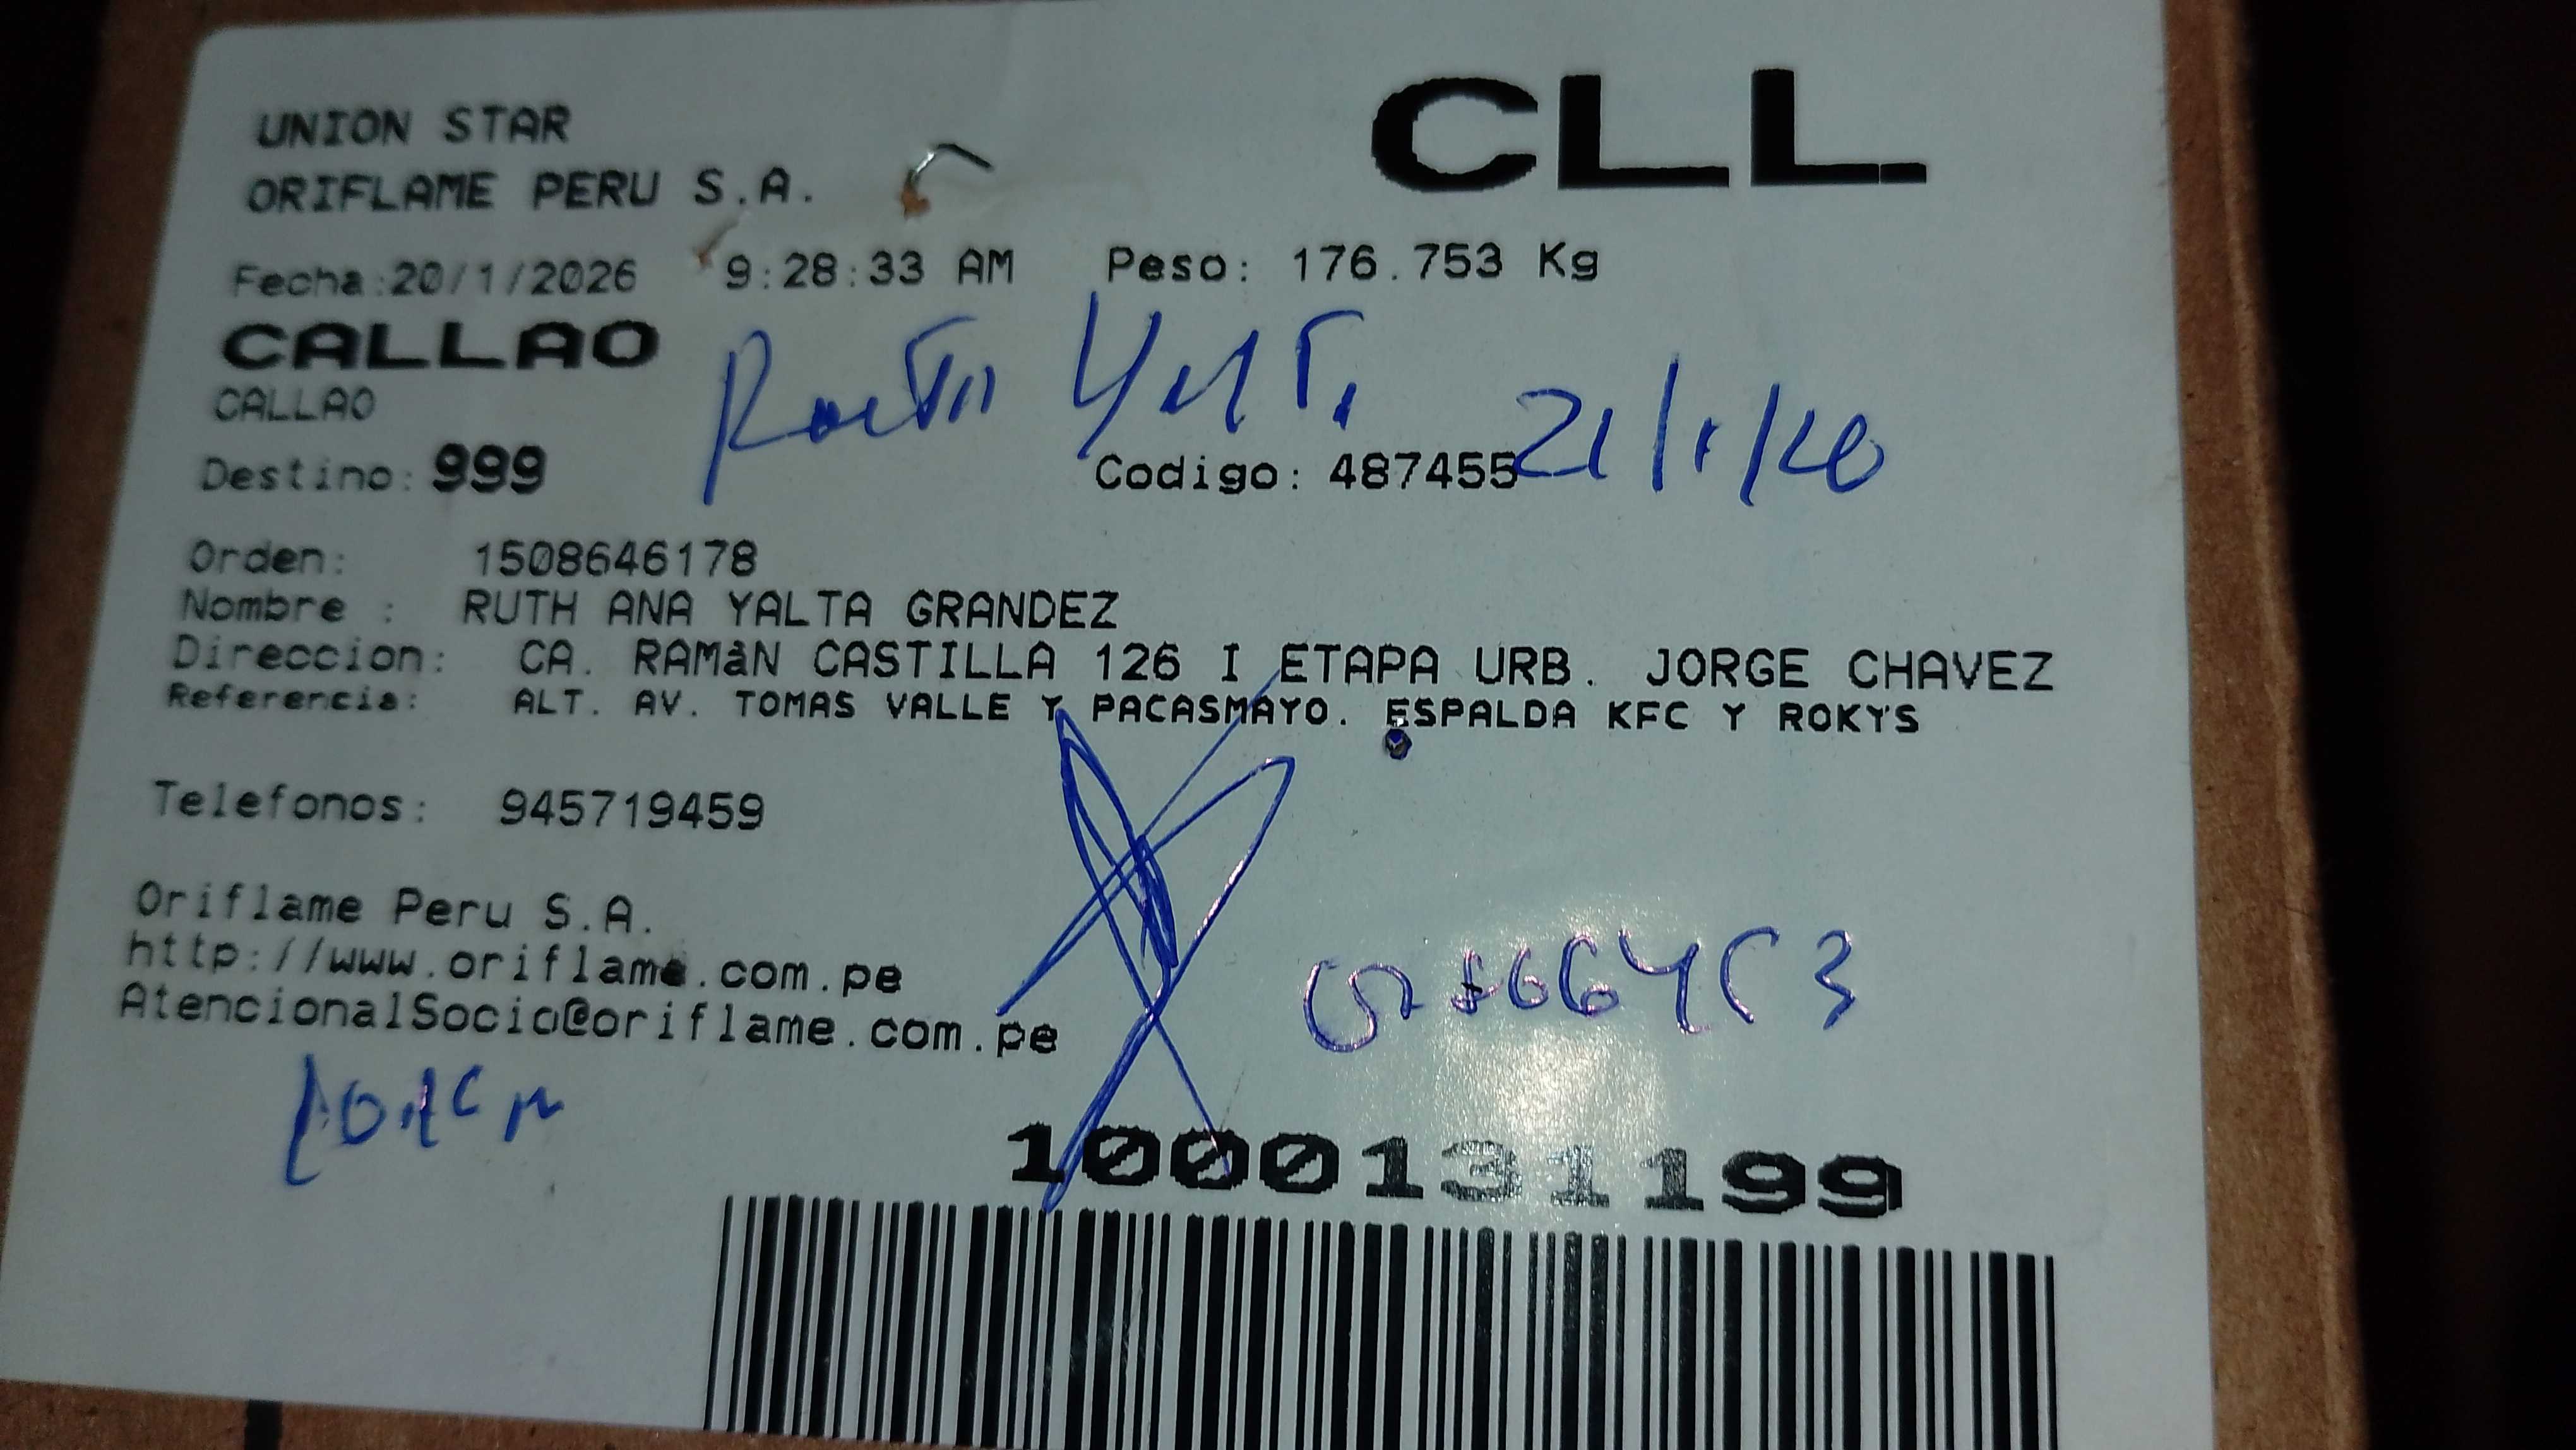 UNION STAR
CLL
ORIFLAME PERU S.A.
Fecha:20/1/2026 9:28:33 AM Peso: 176.753 Kg
CALLAO
CALLAO
Destino: 999 Codigo: 487455
Orden: 1508646178
Nombre : RUTH ANA YALTA GRANDEZ
Direccion: CA. RAMàN CASTILLA 126 I ETAPA URB. JORGE CHAVEZ
Referencia: ALT. AV. TOMAS VALLE Y PACASMAYO. ESPALDA KFC Y ROKY'S
Telefonos: 945719459
Oriflame Peru S.A.
http://www.oriflame.com.pe
AtencionalSocio@oriflame.com.pe
1000131199